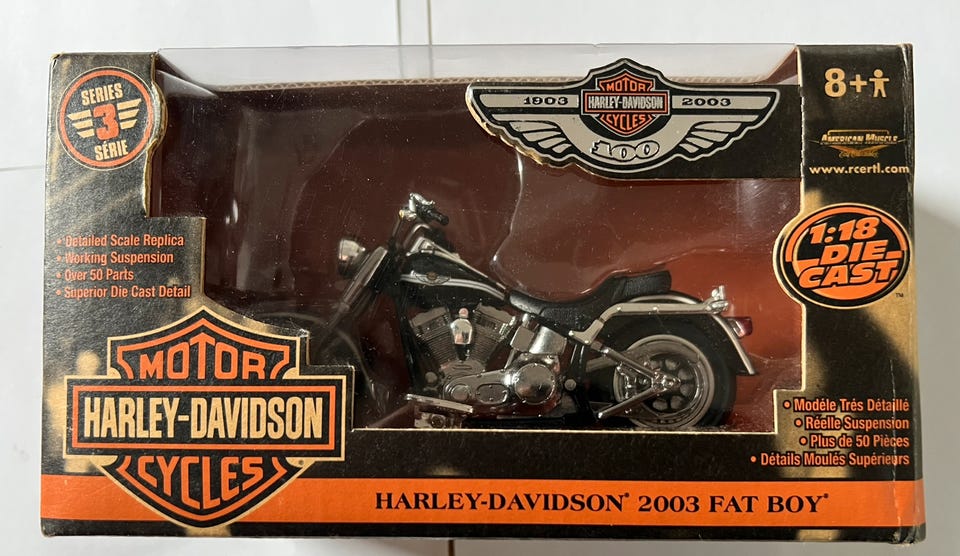 SERIES
3
SÉRIE
1903 MOTOR 2003
HARLEY-DAVIDSON
CYCLES
100
8+
AMERICAN MUSCLE
www.rcertl.com
1:18
DIE
CAST
TM
• Detailed Scale Replica
• Working Suspension
• Over 50 Parts
• Superior Die Cast Detail
MOTOR
HARLEY-DAVIDSON
CYCLES
• Modèle Très Détaillé
• Réelle Suspension
• Plus de 50 Pièces
• Détails Moulés Supérieurs
HARLEY-DAVIDSON® 2003 FAT BOY®